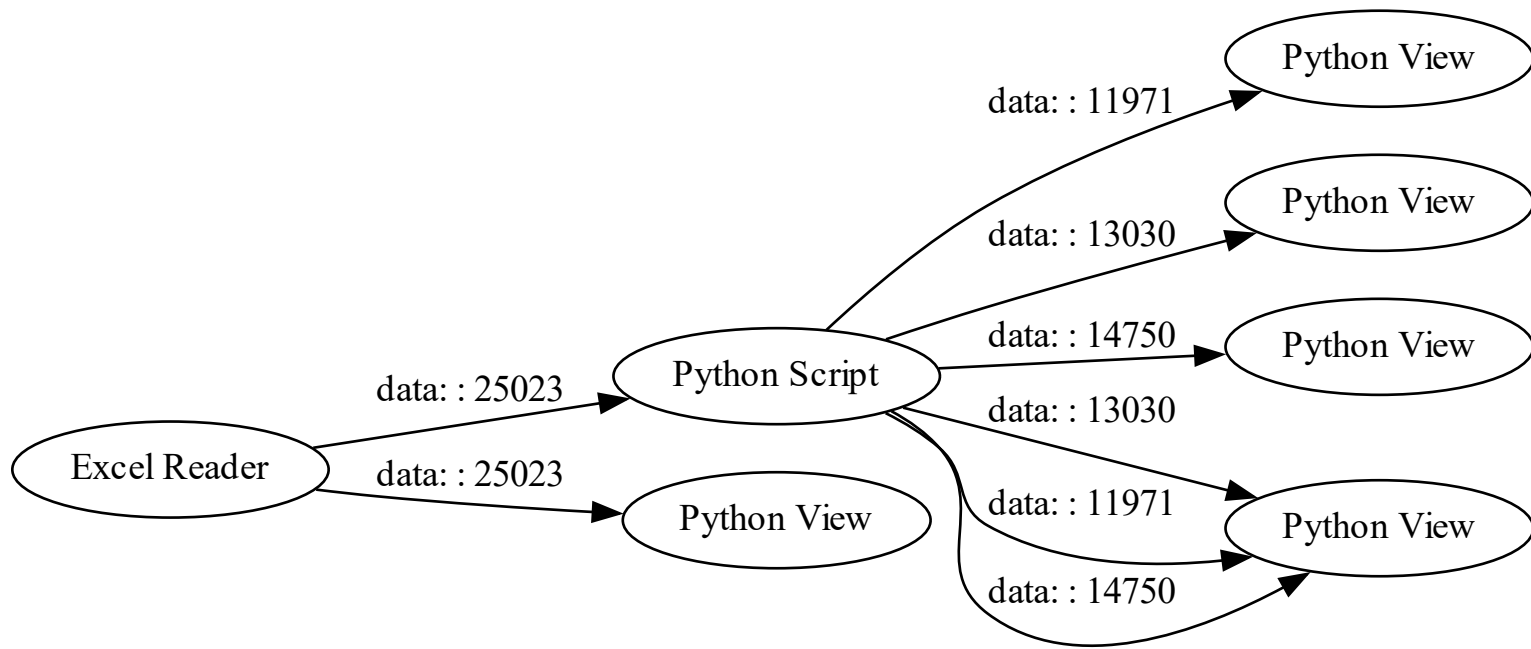 Python View
data: : 11971
Python View
data: : 13030
Python View
data: : 14750
Python Script
data: : 25023
data: : 13030
Excel Reader
data: : 25023
Python View
data: : 11971
Python View
data: : 14750